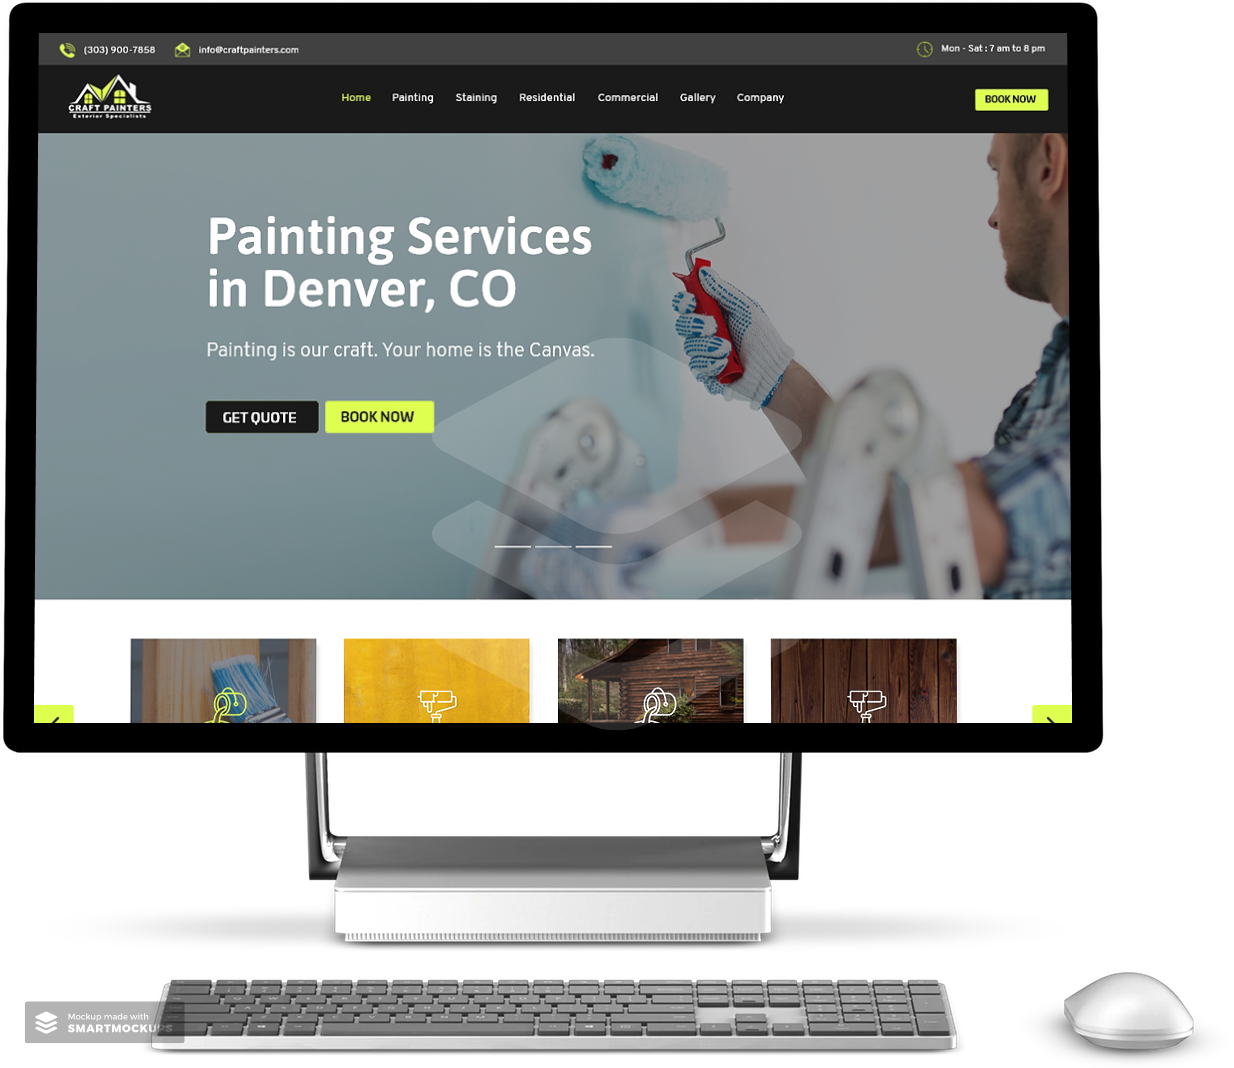 (303) 900-7858
info@craftpainters.com
Mon - Sat : 7 am to 8 pm
CRAFT PAINTERS
Exterior Specialists
Home
Painting
Staining
Residential
Commercial
Gallery
Company
BOOK NOW
Painting Services
in Denver, CO
Painting is our craft. Your home is the Canvas.
GET QUOTE
BOOK NOW
Mockup made with
SMARTMOCKUPS